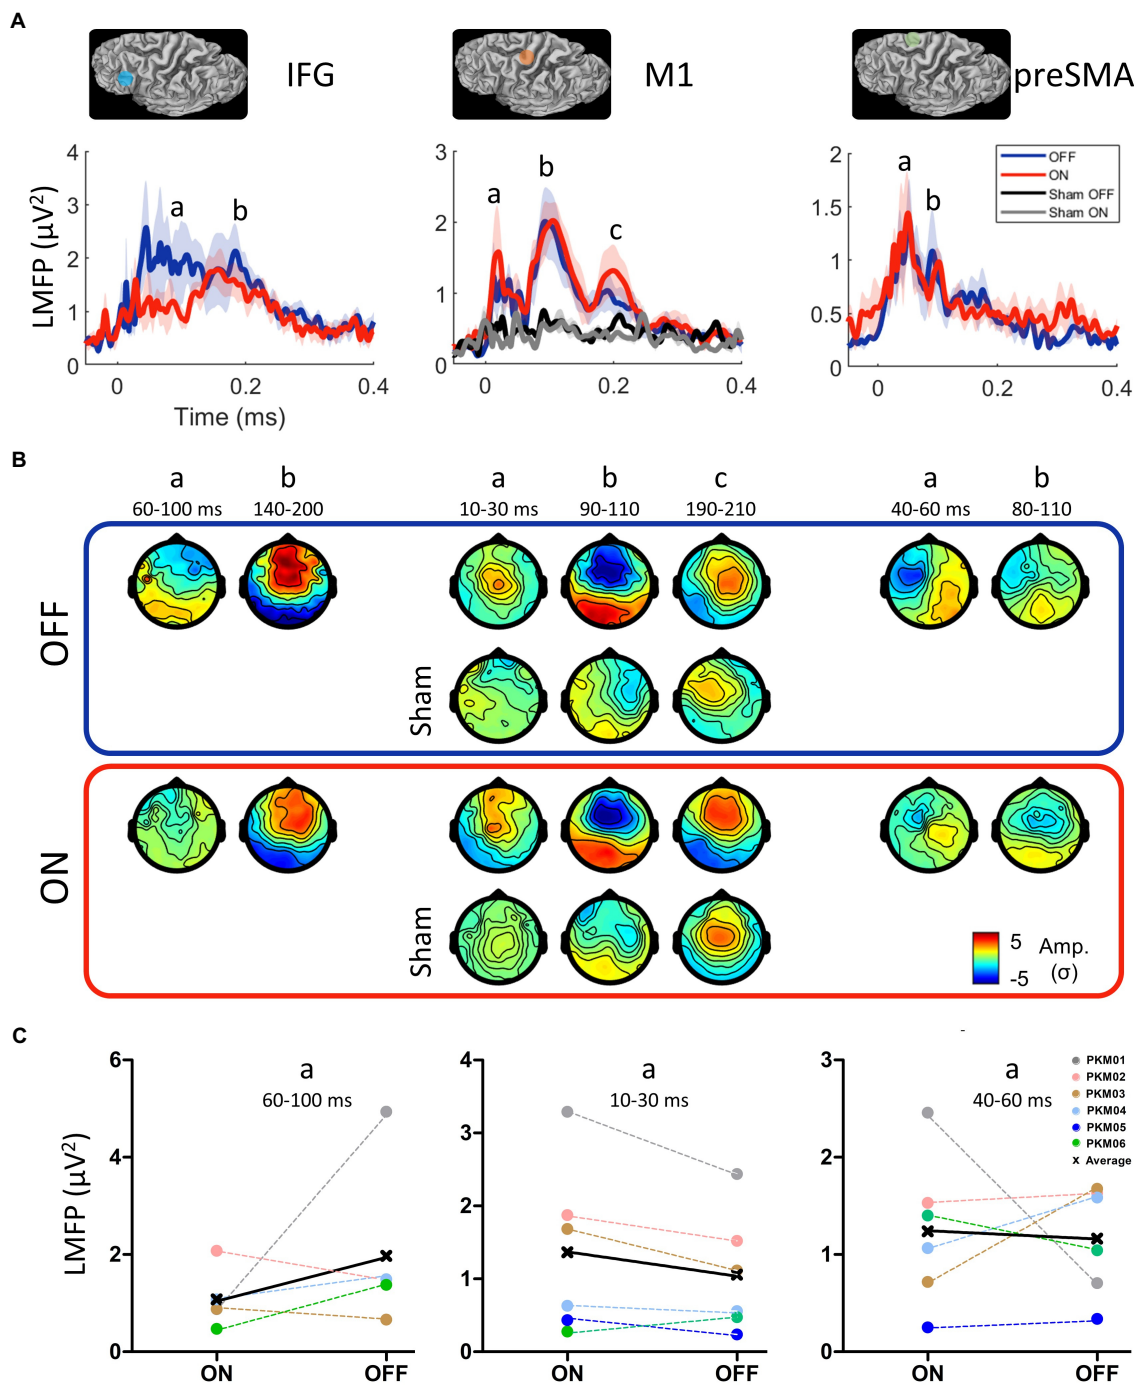 A
IFG
M1
preSMA
4
3
2
1
0
LMFP (µV²)
a
b
0
0.2
0.4
Time (ms)
3
2
1
0
a
b
c
0
0.2
0.4
2
1.5
1
0.5
0
a
b
0
0.2
0.4
OFF
ON
Sham OFF
Sham ON
B
a b a b c a b
60-100 ms 140-200 10-30 ms 90-110 190-210 40-60 ms 80-110
OFF
Sham
ON
Sham
5
-5
Amp.
(σ)
C
6
4
2
0
LMFP (µV²)
a
60-100 ms
ON OFF
4
3
2
1
0
a
10-30 ms
ON OFF
3
2
1
0
a
40-60 ms
ON OFF
PKM01
PKM02
PKM03
PKM04
PKM05
PKM06
x Average